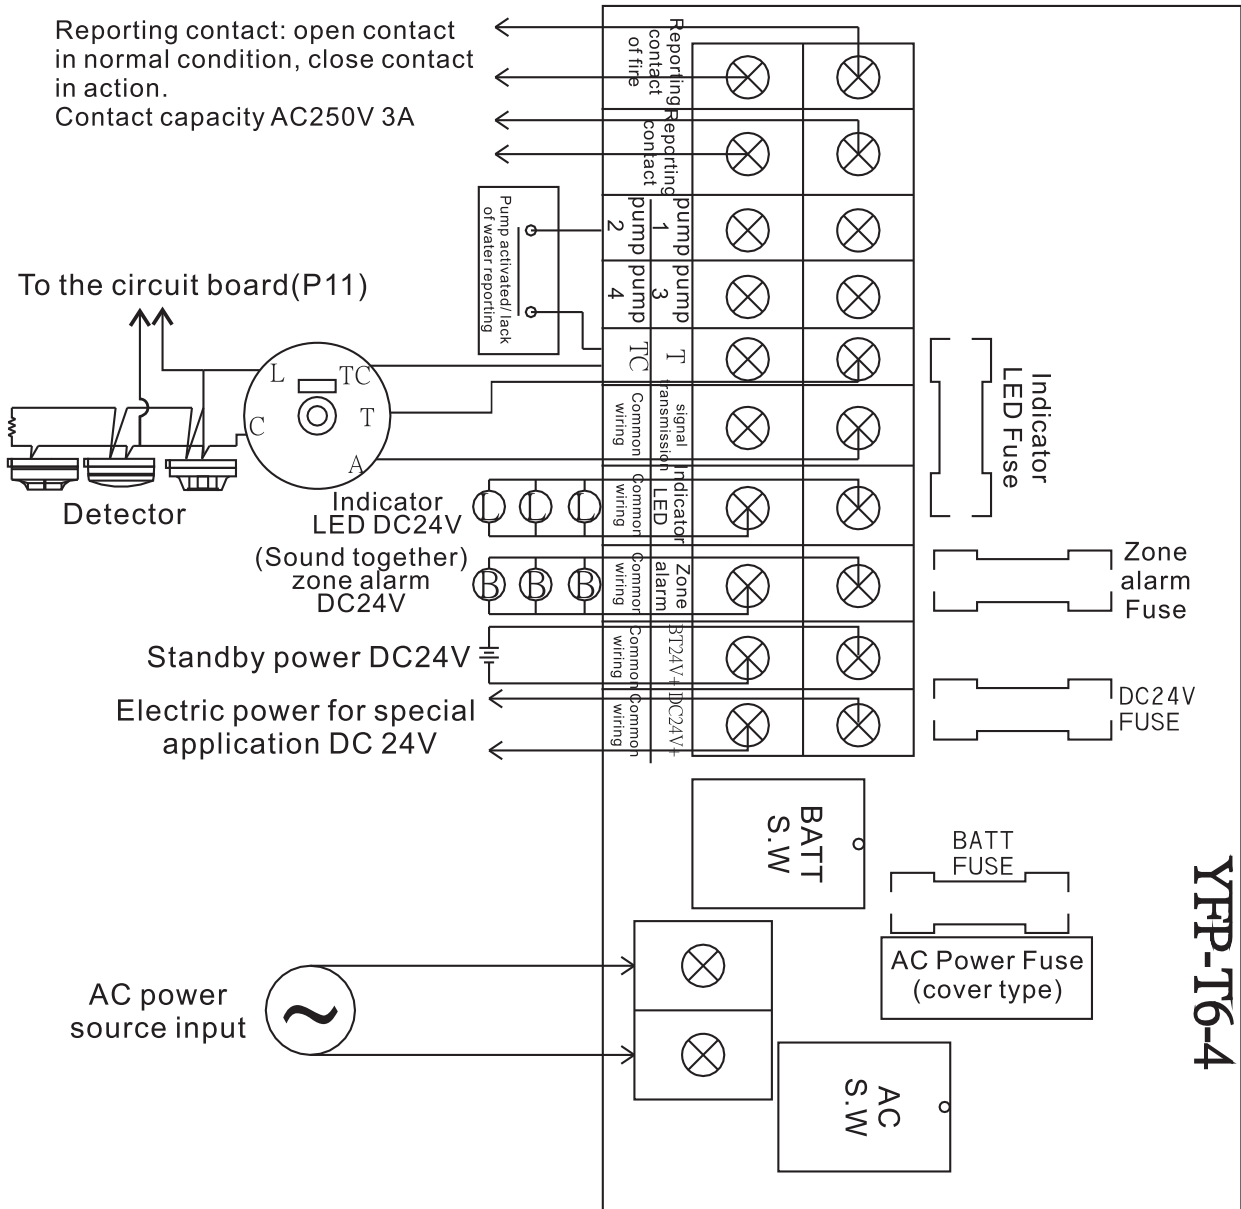 Reporting contact: open contact
in normal condition, close contact
in action.
Contact capacity AC250V 3A
Reporting
contact
of fire
Reporting
contact
pump
1
pump
2
pump
3
pump
4
Pump activated/lack
of water reporting
To the circuit board(P11)
L
TC
T
C
A
T
TC
signal
transmission
Common
wiring
Detector
Indicator
LED Fuse
Indicator
LED DC24V
L L L
Indicator
LED
Common
wiring
(Sound together)
zone alarm
DC24V
B B B
Zone
alarm
Common
wiring
Zone
alarm
Fuse
Standby power DC24V
BT24V+
Common
wiring
Electric power for special
application DC 24V
DC24V+
Common
wiring
DC24V
FUSE
BATT
S.W
BATT
FUSE
AC Power Fuse
(cover type)
YFP-T6-4
AC power
source input
~
AC
S.W